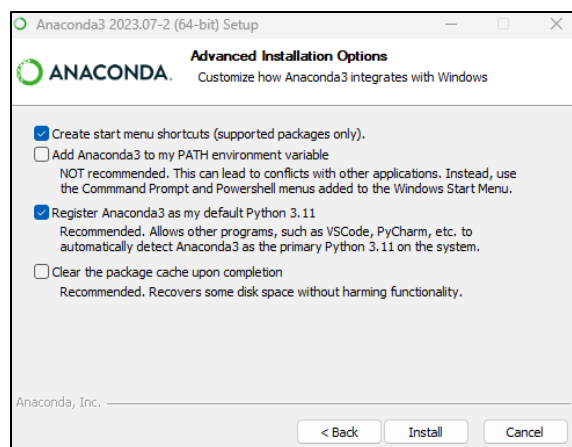 Anaconda3 2023.07-2 (64-bit) Setup
Advanced Installation Options
ANACONDA.
Customize how Anaconda3 integrates with Windows
Create start menu shortcuts (supported packages only).
Add Anaconda3 to my PATH environment variable
NOT recommended. This can lead to conflicts with other applications. Instead, use
the Commmand Prompt and Powershell menus added to the Windows Start Menu.
Register Anaconda3 as my default Python 3.11
Recommended. Allows other programs, such as VSCode, PyCharm, etc. to
automatically detect Anaconda3 as the primary Python 3.11 on the system.
Clear the package cache upon completion
Recommended. Recovers some disk space without harming functionality.
Anaconda, Inc.
< Back Install Cancel